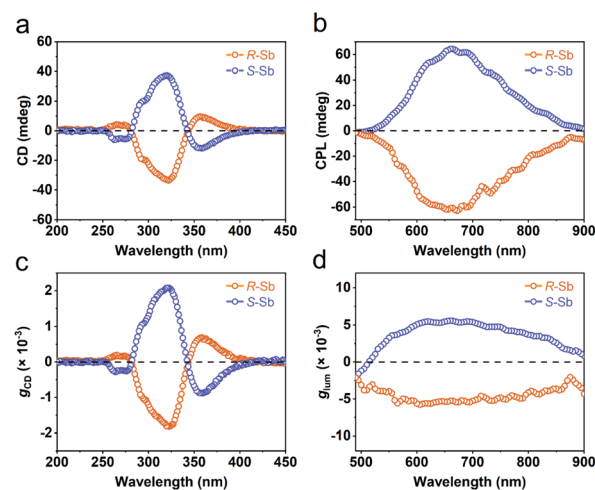 a
R-Sb
S-Sb
CD (mdeg)
60
40
20
0
-20
-40
-60
200 250 300 350 400 450
Wavelength (nm)
b
R-Sb
S-Sb
CPL (mdeg)
60
40
20
0
-20
-40
-60
500 600 700 800 900
Wavelength (nm)
c
R-Sb
S-Sb
gCD (× 10⁻³)
2
1
0
-1
-2
200 250 300 350 400 450
Wavelength (nm)
d
R-Sb
S-Sb
glum (× 10⁻³)
10
5
0
-5
-10
500 600 700 800 900
Wavelength (nm)